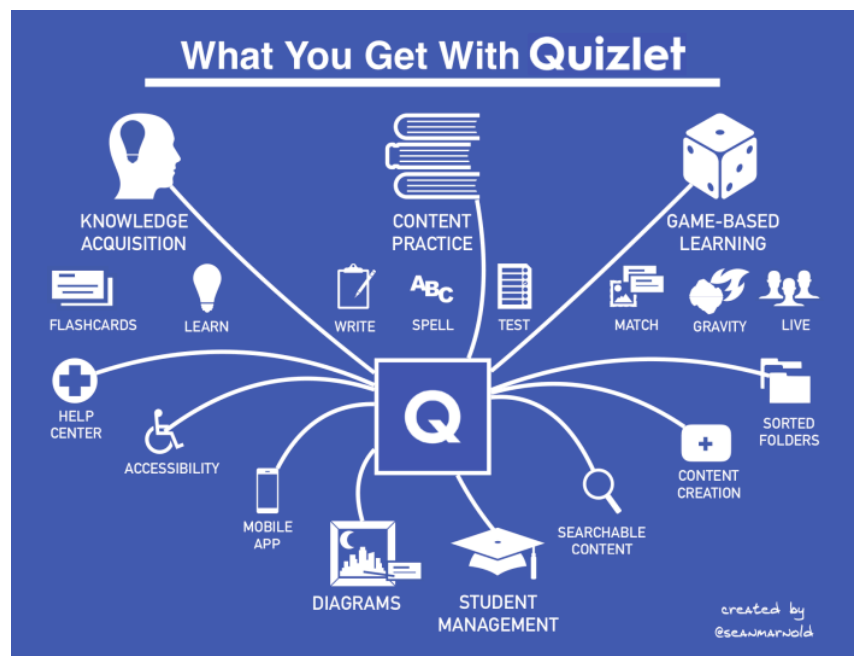 What You Get With Quizlet
KNOWLEDGE
ACQUISITION
CONTENT
PRACTICE
GAME-BASED
LEARNING
FLASHCARDS
LEARN
WRITE
ABC
SPELL
TEST
MATCH
GRAVITY
LIVE
HELP
CENTER
ACCESSIBILITY
MOBILE
APP
DIAGRAMS
Q
STUDENT
MANAGEMENT
SEARCHABLE
CONTENT
CONTENT
CREATION
SORTED
FOLDERS
created by
@seanmarnold